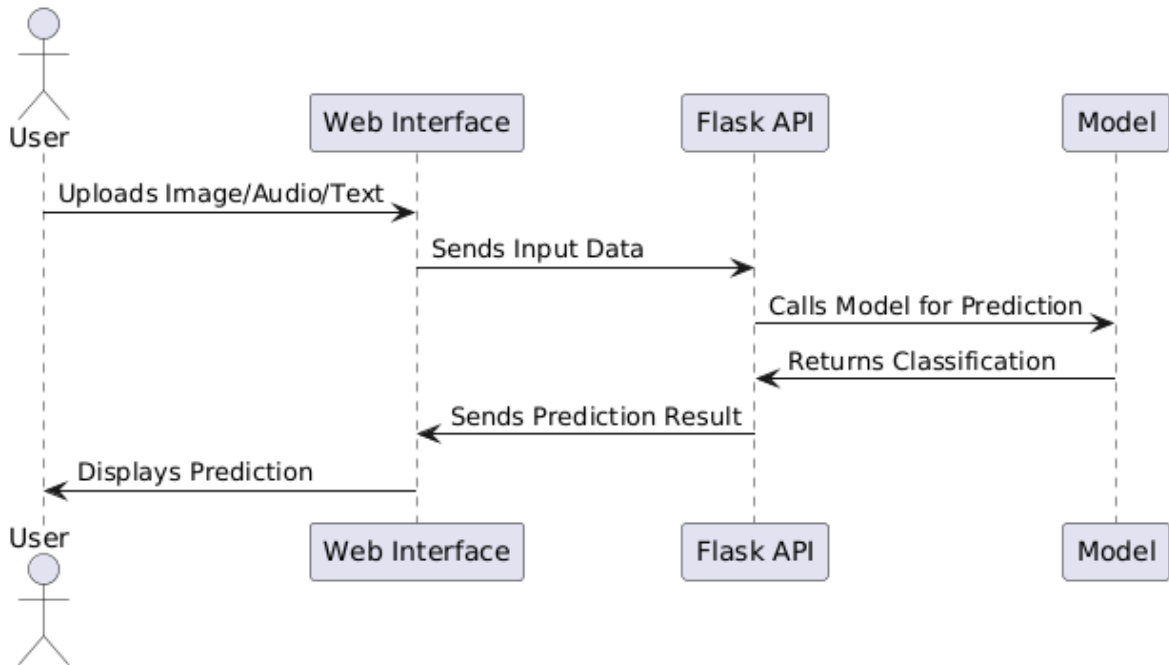 User
Web Interface
Flask API
Model
Uploads Image/Audio/Text
Sends Input Data
Calls Model for Prediction
Returns Classification
Sends Prediction Result
Displays Prediction
User
Web Interface
Flask API
Model